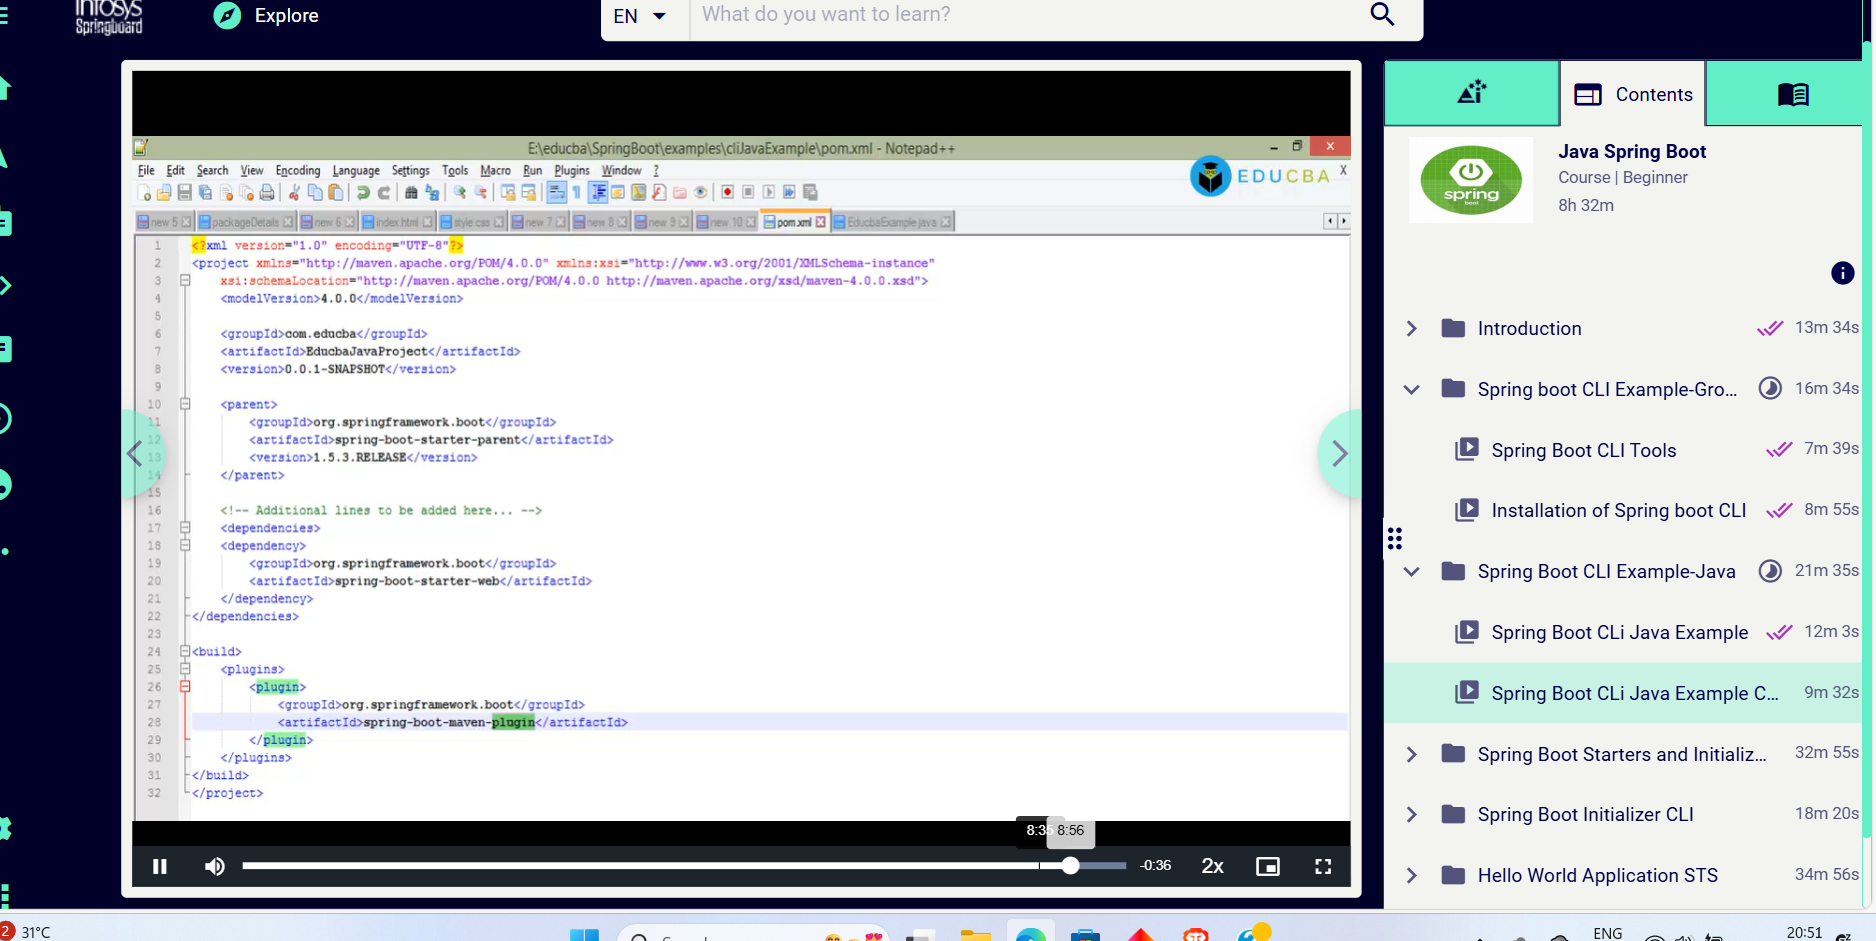 Infosys
Springboard
Explore
EN
What do you want to learn?
E:\educba\SpringBoot\examples\cliJavaExample\pom.xml - Notepad++
File Edit Search View Encoding Language Settings Tools Macro Run Plugins Window ? X
EDUCBA
new 5 packageDetails new 6 index.html style.css new 7 new 8 new 9 new 10 pom.xml EducbaExample.java
1 <?xml version="1.0" encoding="UTF-8"?>
2 <project xmlns="http://maven.apache.org/POM/4.0.0" xmlns:xsi="http://www.w3.org/2001/XMLSchema-instance"
3 xsi:schemaLocation="http://maven.apache.org/POM/4.0.0 http://maven.apache.org/xsd/maven-4.0.0.xsd">
4 <modelVersion>4.0.0</modelVersion>
5
6 <groupId>com.educba</groupId>
7 <artifactId>EducbaJavaProject</artifactId>
8 <version>0.0.1-SNAPSHOT</version>
9
10 <parent>
11 <groupId>org.springframework.boot</groupId>
12 <artifactId>spring-boot-starter-parent</artifactId>
13 <version>1.5.3.RELEASE</version>
14 </parent>
15
16 <!-- Additional lines to be added here... -->
17 <dependencies>
18 <dependency>
19 <groupId>org.springframework.boot</groupId>
20 <artifactId>spring-boot-starter-web</artifactId>
21 </dependency>
22 </dependencies>
23
24 <build>
25 <plugins>
26 <plugin>
27 <groupId>org.springframework.boot</groupId>
28 <artifactId>spring-boot-maven-plugin</artifactId>
29 </plugin>
30 </plugins>
31 </build>
32 </project>
8:35 8:56
-0:36 2x
Contents
spring
boot
Java Spring Boot
Course | Beginner
8h 32m
Introduction 13m 34s
Spring boot CLI Example-Gro... 16m 34s
Spring Boot CLI Tools 7m 39s
Installation of Spring boot CLI 8m 55s
Spring Boot CLI Example-Java 21m 35s
Spring Boot CLi Java Example 12m 3s
Spring Boot CLi Java Example C... 9m 32s
Spring Boot Starters and Initializ... 32m 55s
Spring Boot Initializer CLI 18m 20s
Hello World Application STS 34m 56s
2 31°C
ENG
20:51